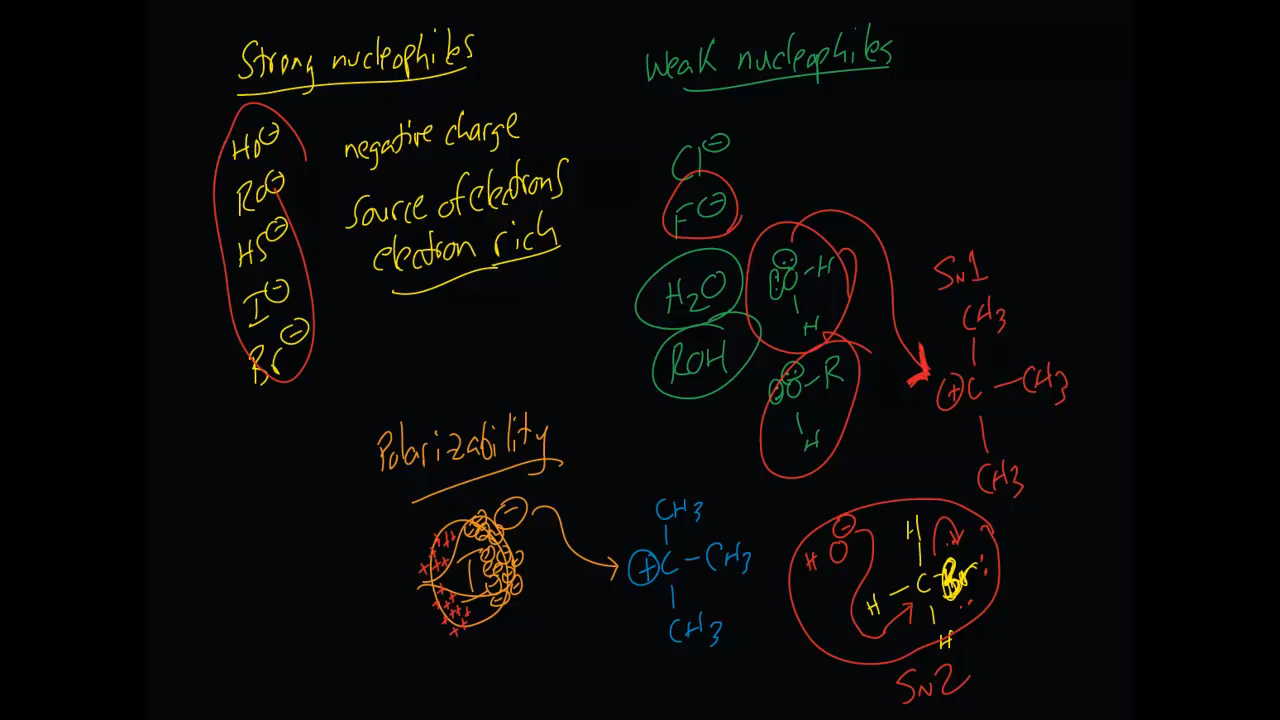 Strong nucleophiles
HO⊖
RO⊖
HS⊖
I⊖
Br⊖
negative charge
source of electrons
electron rich
Weak nucleophiles
Cl⊖
F⊖
H2O
ROH
O-H
H
O-R
H
SN1
CH3
⊕C-CH3
CH3
Polarizability
⊖
I
CH3
⊕C-CH3
CH3
⊖
H O
H
H-C-Br
H
SN2